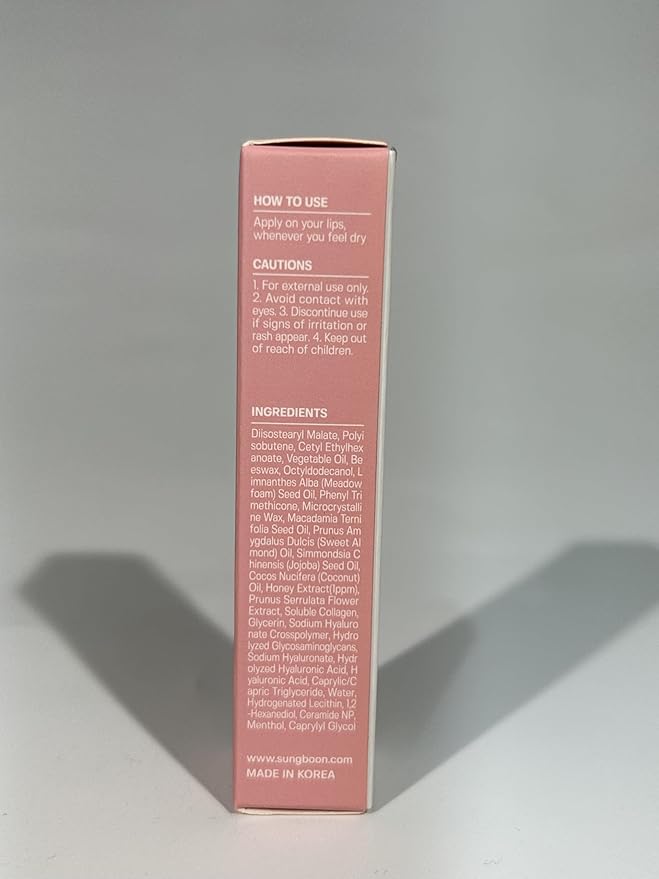 HOW TO USE
Apply on your lips,
whenever you feel dry
CAUTIONS
1. For external use only.
2. Avoid contact with
eyes. 3. Discontinue use
if signs of irritation or
rash appear. 4. Keep out
of reach of children.
INGREDIENTS
Diisostearyl Malate, Polyi
sobutene, Cetyl Ethylhex
anoate, Vegetable Oil, Be
eswax, Octyldodecanol, L
imnanthes Alba (Meadow
foam) Seed Oil, Phenyl Tri
methicone, Microcrystalli
ne Wax, Macadamia Terni
folia Seed Oil, Prunus Am
ygdalus Dulcis (Sweet Al
mond) Oil, Simmondsia C
hinensis (Jojoba) Seed Oil,
Cocos Nucifera (Coconut)
Oil, Honey Extract(1ppm),
Prunus Serrulata Flower
Extract, Soluble Collagen,
Glycerin, Sodium Hyaluro
nate Crosspolymer, Hydro
lyzed Glycosaminoglycans,
Sodium Hyaluronate, Hydr
olyzed Hyaluronic Acid, H
yaluronic Acid, Caprylic/C
apric Triglyceride, Water,
Hydrogenated Lecithin, 1,2
-Hexanediol, Ceramide NP,
Menthol, Caprylyl Glycol
www.sungboon.com
MADE IN KOREA